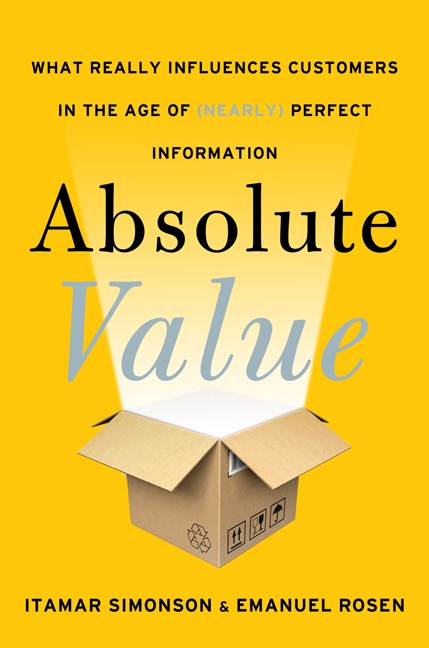 WHAT REALLY INFLUENCES CUSTOMERS
IN THE AGE OF (NEARLY) PERFECT
INFORMATION
Absolute
Value
ITAMAR SIMONSON & EMANUEL ROSEN